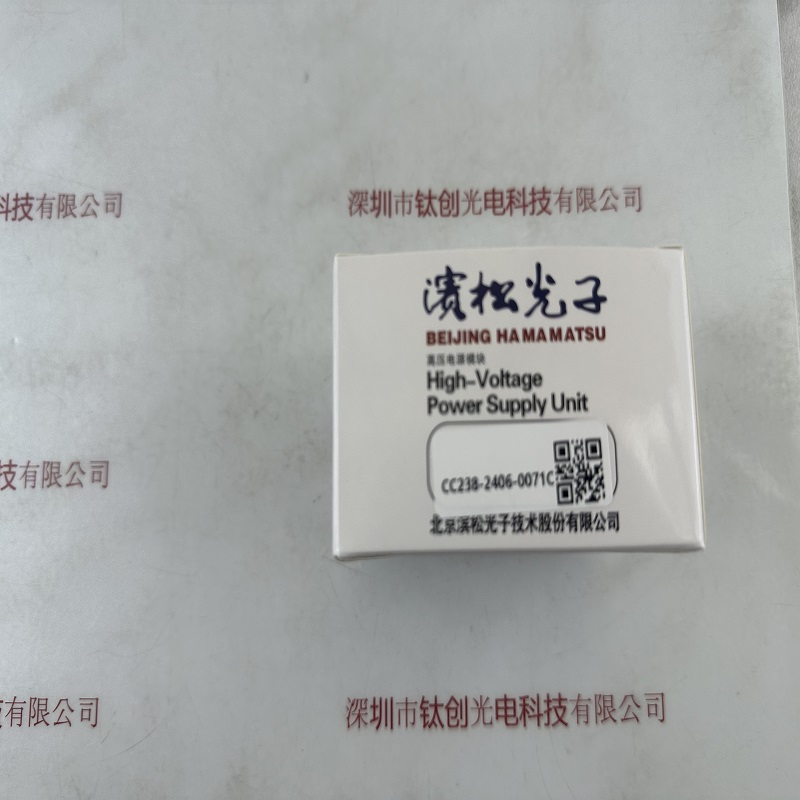 科技有限公司
深圳市钛创光电科技有限公司
濱松光子
BEIJING HAMAMATSU
高压电源模块
High-Voltage
Power Supply Unit
技有限公司
CC238-2406-0071C
北京滨松光子技术股份有限公司
有限公司
深圳市钛创光电科技有限公司